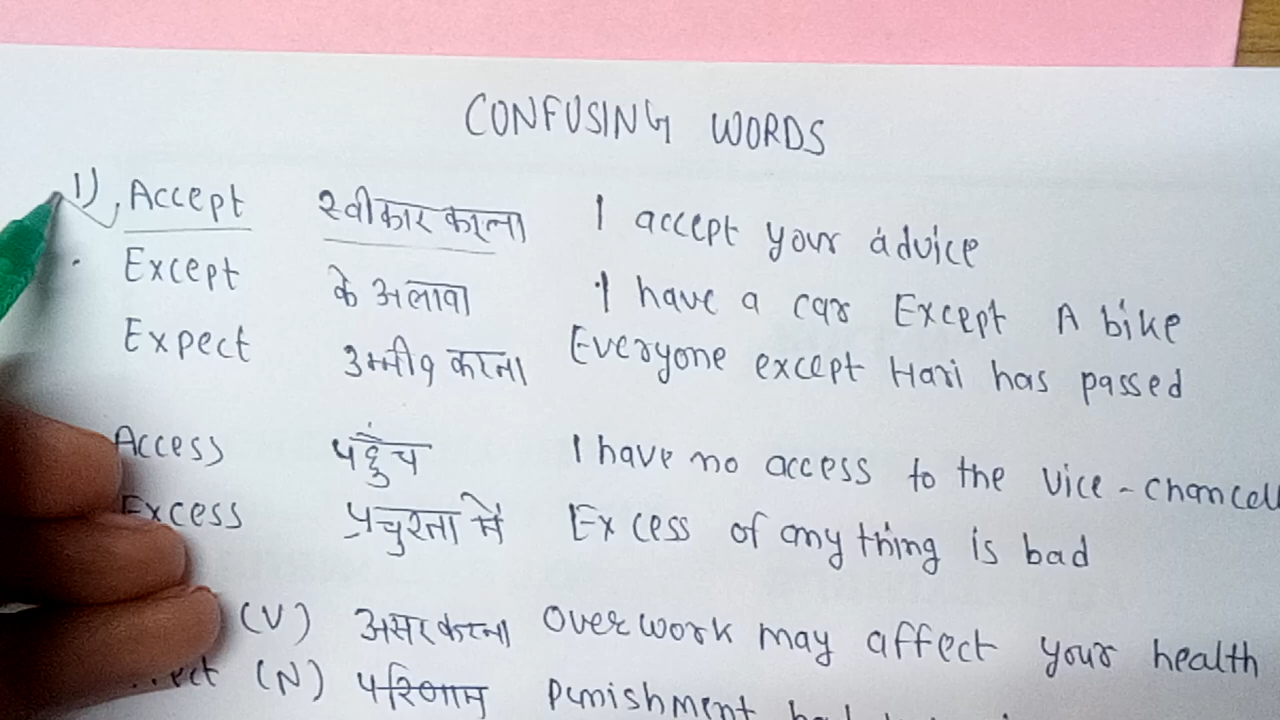 CONFUSING WORDS
1) Accept स्वीकार करना I accept your advice
Except के अलावा I have a car Except A bike
Expect उम्मीद करना Everyone except Hari has passed
Access पहुँच I have no access to the vice-chancell
Excess प्रचुरता में Excess of any thing is bad
(V) असर करना Over work may affect your health
(N) परिणाम punishment